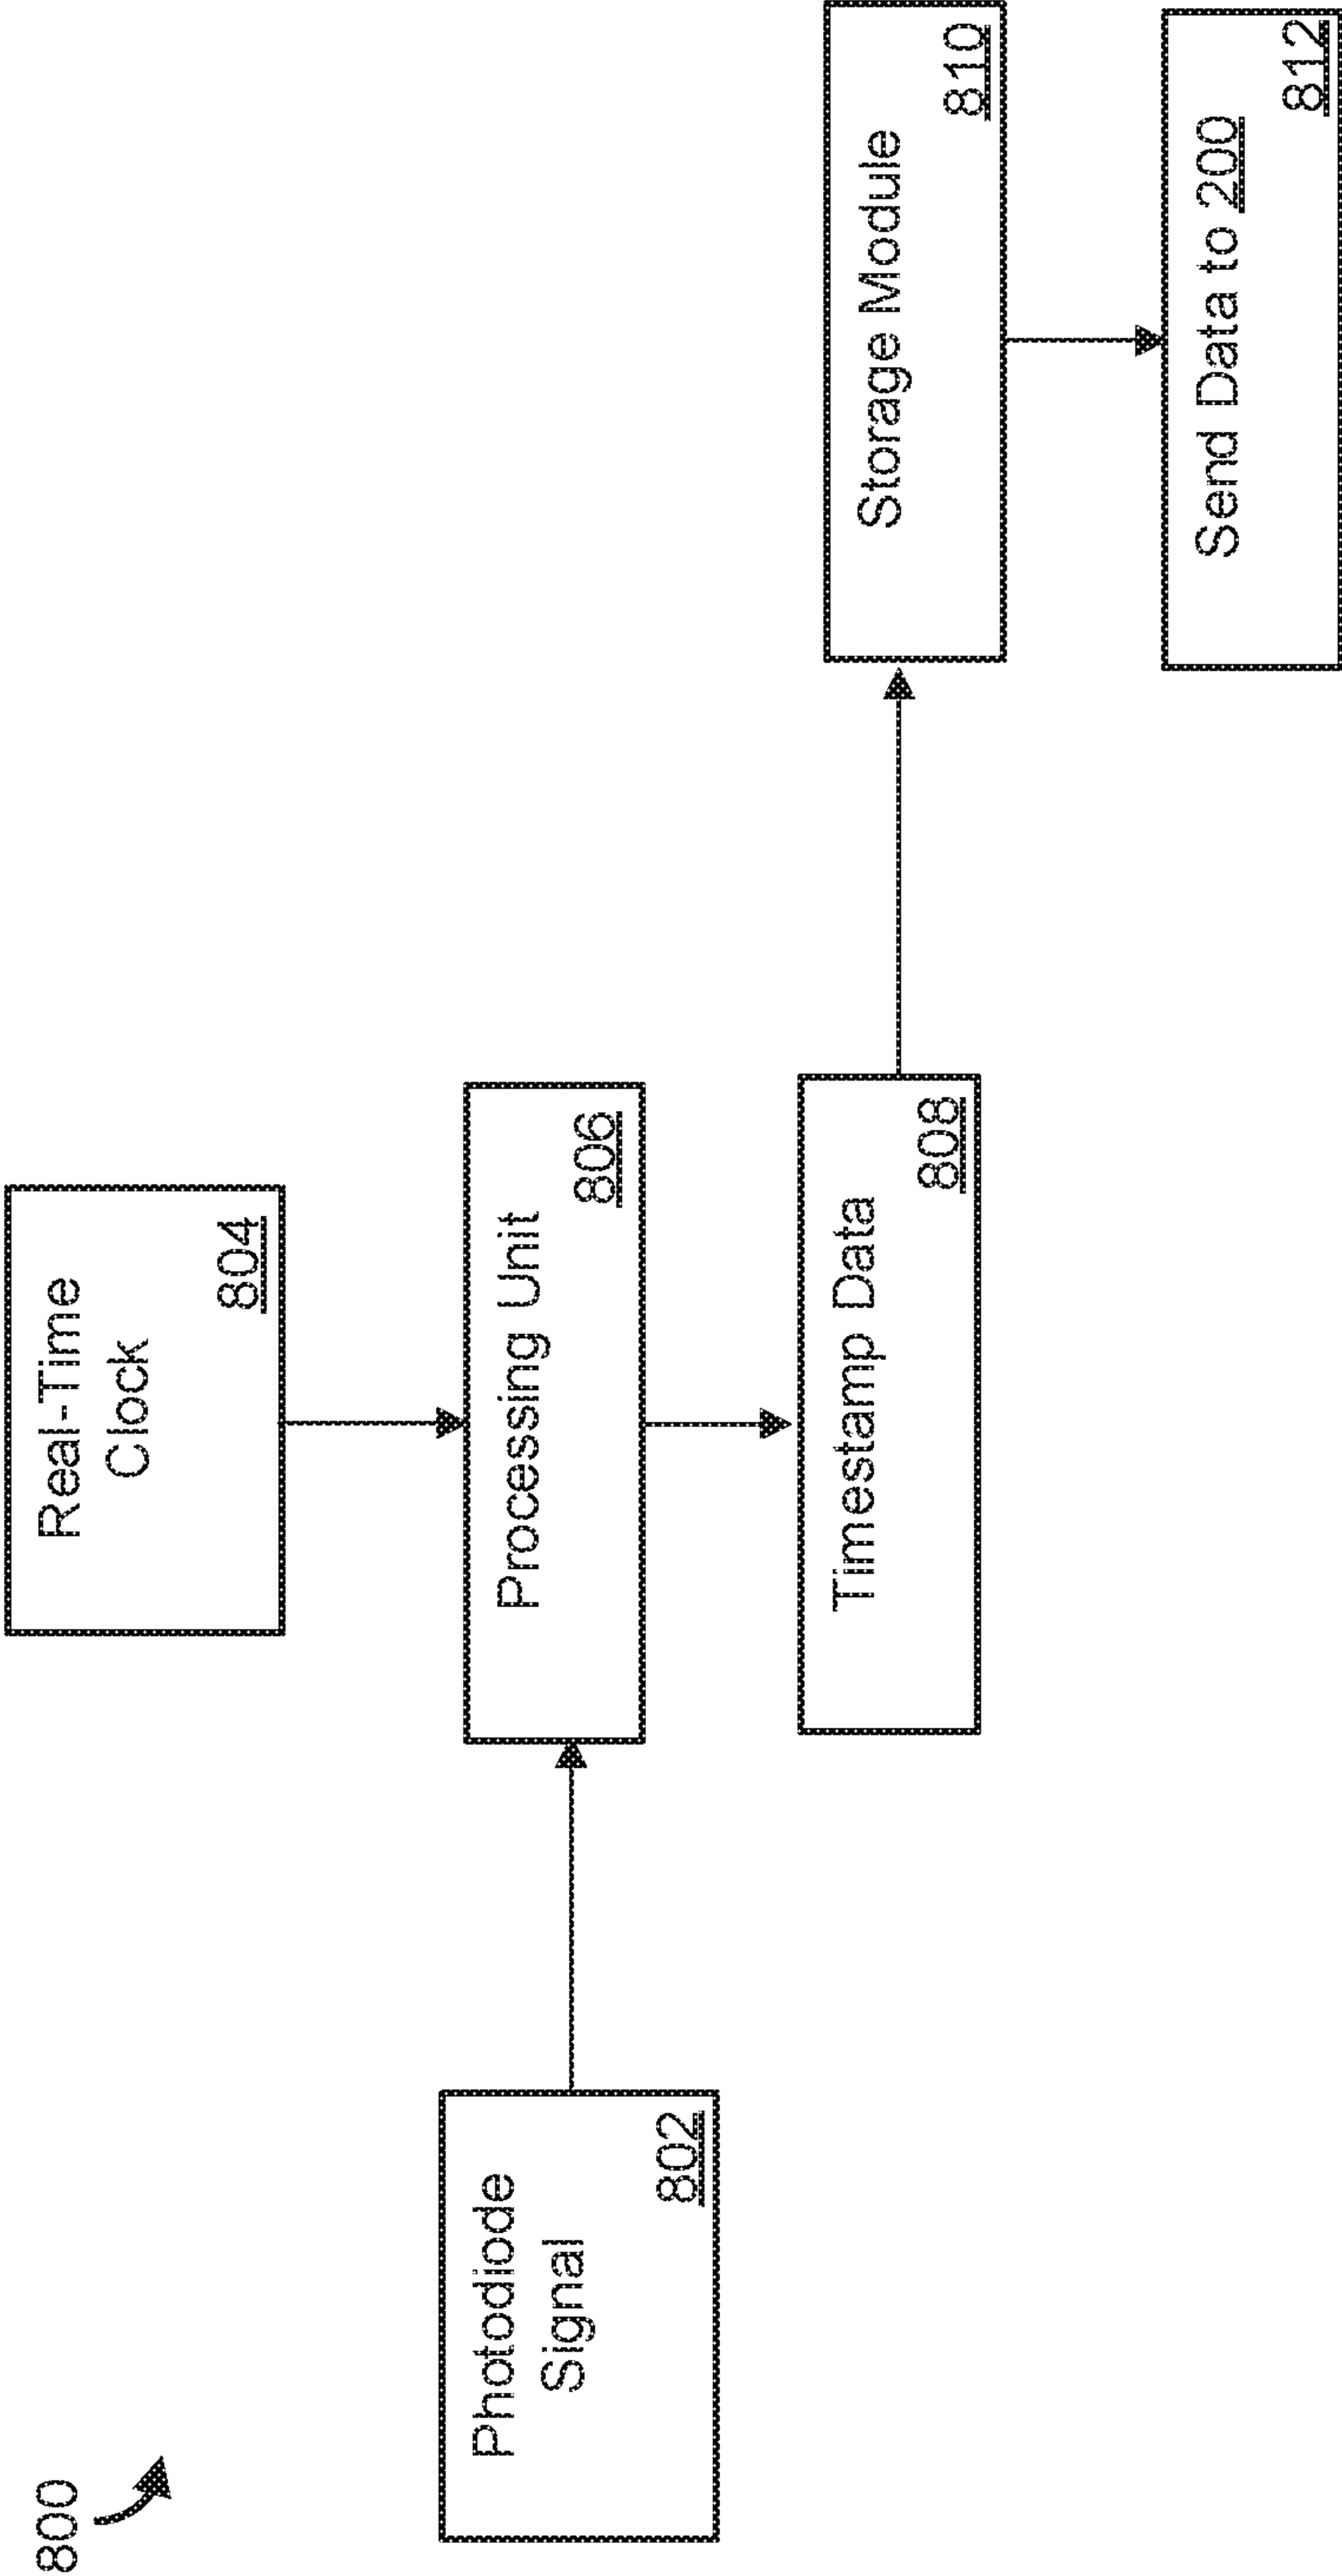 800
Real-Time
Clock
804
Photodiode
Signal
802
Processing Unit
806
Timestamp Data
808
Storage Module
810
Send Data to 200
812